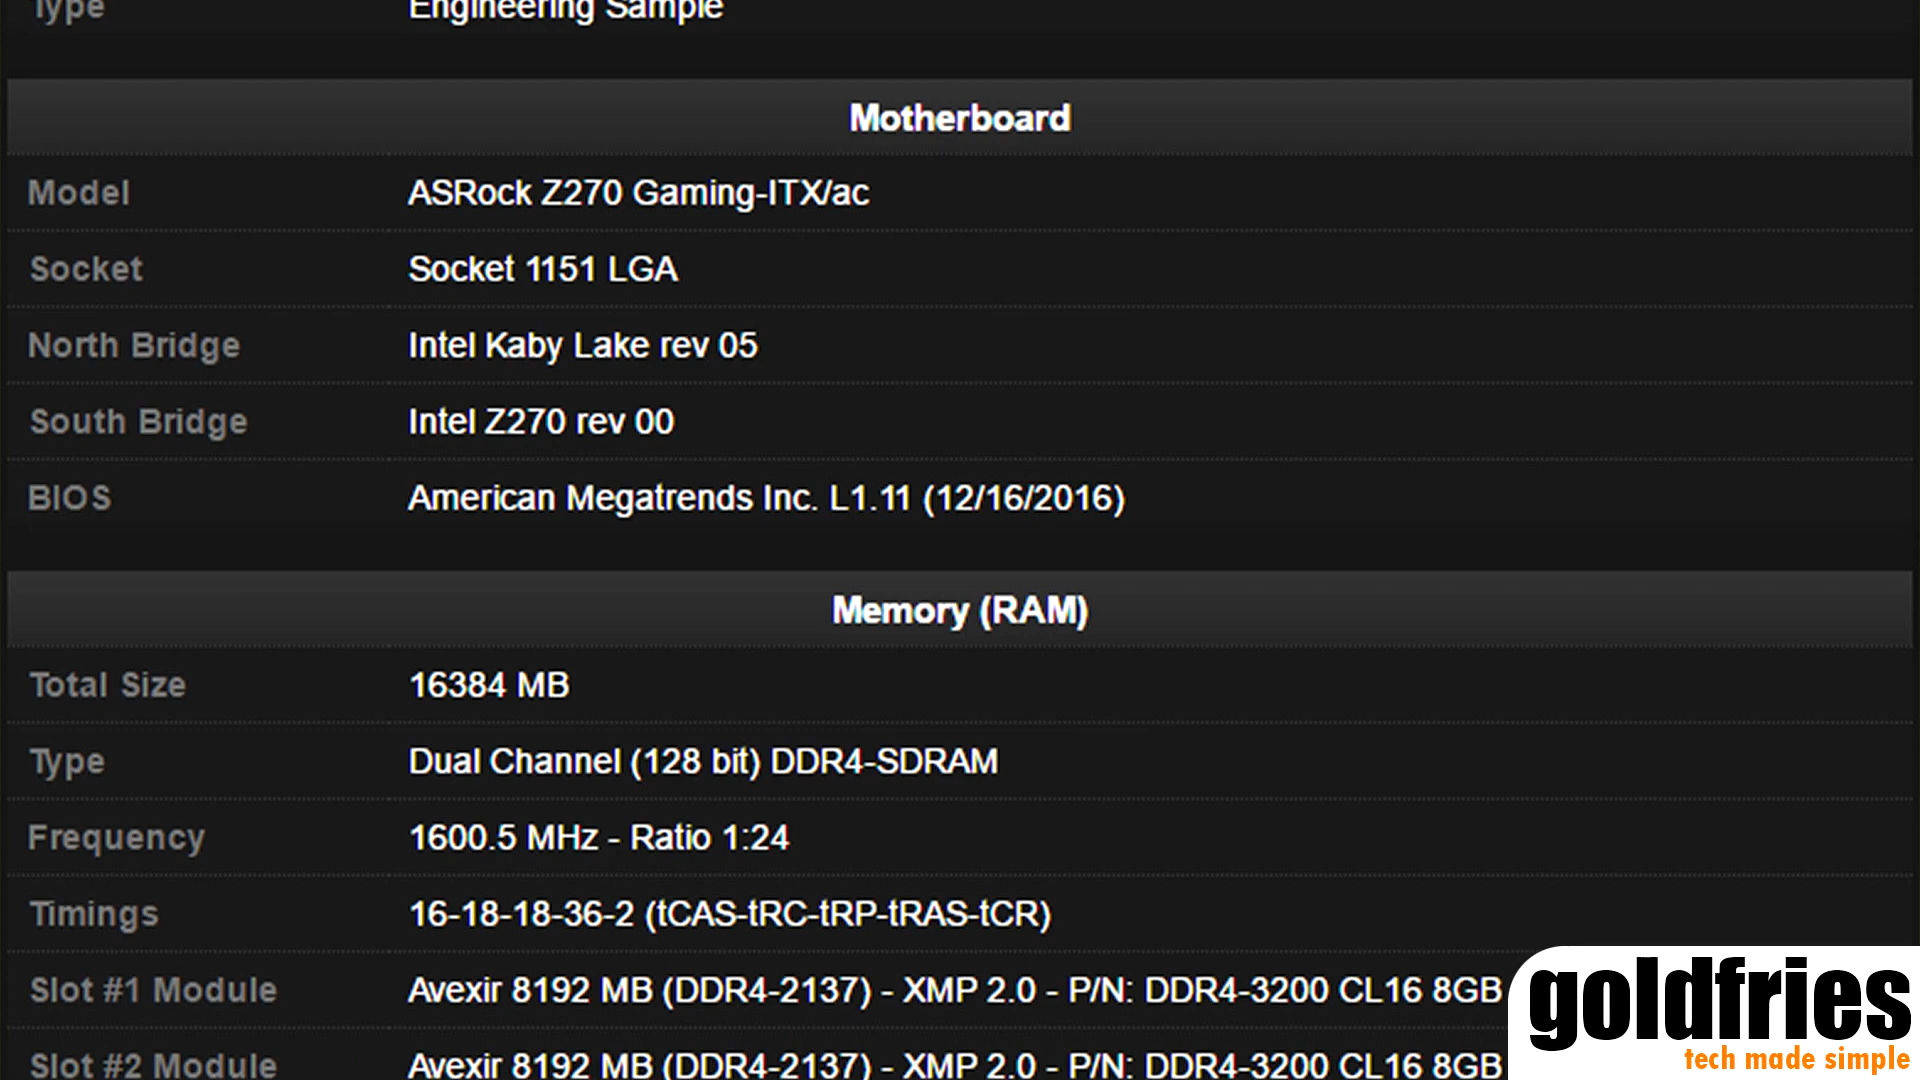 Type Engineering Sample
Motherboard
Model ASRock Z270 Gaming-ITX/ac
Socket Socket 1151 LGA
North Bridge Intel Kaby Lake rev 05
South Bridge Intel Z270 rev 00
BIOS American Megatrends Inc. L1.11 (12/16/2016)
Memory (RAM)
Total Size 16384 MB
Type Dual Channel (128 bit) DDR4-SDRAM
Frequency 1600.5 MHz - Ratio 1:24
Timings 16-18-18-36-2 (tCAS-tRC-tRP-tRAS-tCR)
Slot #1 Module Avexir 8192 MB (DDR4-2137) - XMP 2.0 - P/N: DDR4-3200 CL16 8GB
Slot #2 Module Avexir 8192 MB (DDR4-2137) - XMP 2.0 - P/N: DDR4-3200 CL16 8GB
goldfries
tech made simple